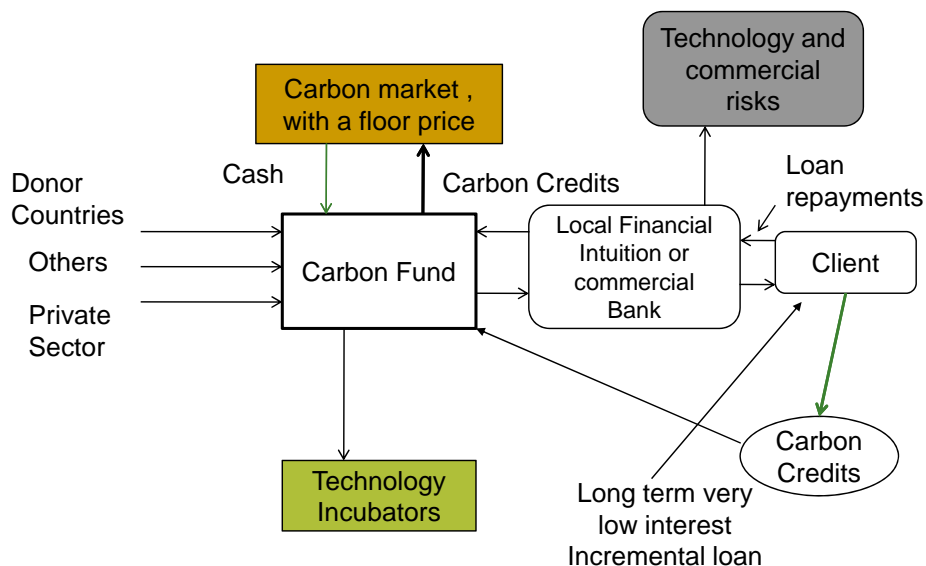 Technology and
commercial
risks
Carbon market ,
with a floor price
Cash
Carbon Credits
Loan
repayments
Donor
Countries
Others
Private
Sector
Carbon Fund
Local Financial
Intuition or
commercial
Bank
Client
Carbon
Credits
Technology
Incubators
Long term very
low interest
Incremental loan